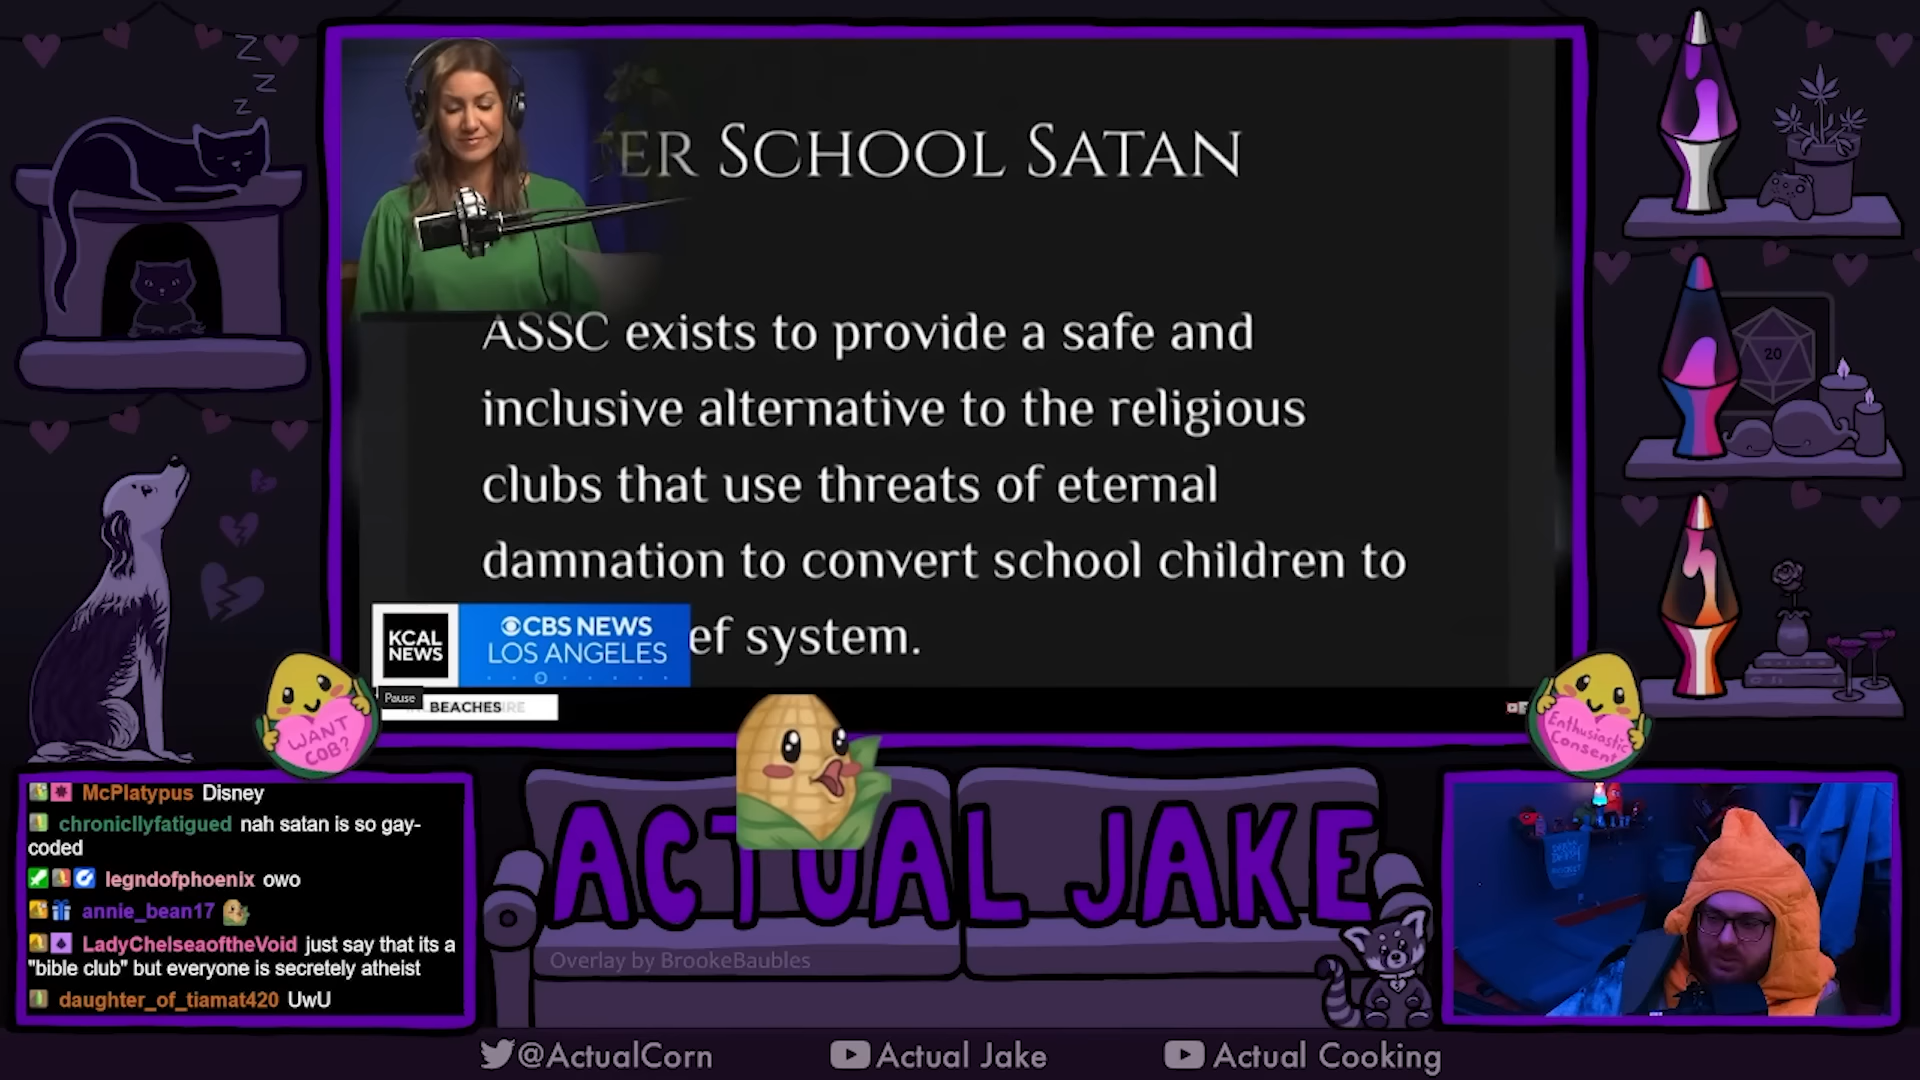 Z
Z
Z
ER SCHOOL SATAN
ASSC exists to provide a safe and
inclusive alternative to the religious
clubs that use threats of eternal
damnation to convert school children to
ef system.
KCAL
NEWS
CBS NEWS
LOS ANGELES
Pause
BEACHES
20
WANT
COB?
Enthusiastic
Consent
McPlatypus Disney
chronicllyfatigued nah satan is so gay-
coded
legndofphoenix owo
annie_bean17
LadyChelseaoftheVoid just say that its a
"bible club" but everyone is secretely atheist
daughter_of_tiamat420 UwU
ACTUAL JAKE
Overlay by BrookeBaubles
@ActualCorn
Actual Jake
Actual Cooking